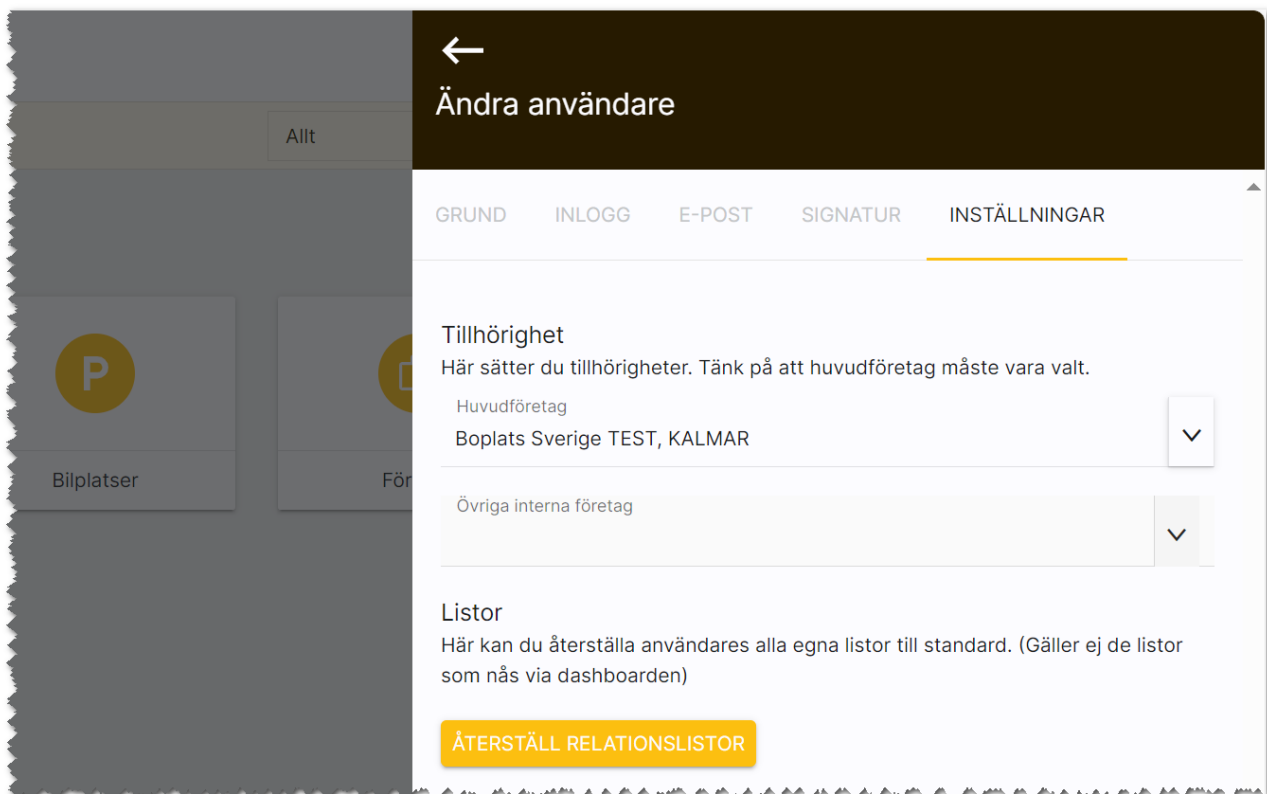 Ändra användare
Allt
GRUND INLOGG E-POST SIGNATUR INSTÄLLNINGAR
Tillhörighet
Här sätter du tillhörigheter. Tänk på att huvudföretag måste vara valt.
Huvudföretag
Boplats Sverige TEST, KALMAR
P
Bilplatser
För
Övriga interna företag
Listor
Här kan du återställa användares alla egna listor till standard. (Gäller ej de listor
som nås via dashboarden)
ÅTERSTÄLL RELATIONSLISTOR